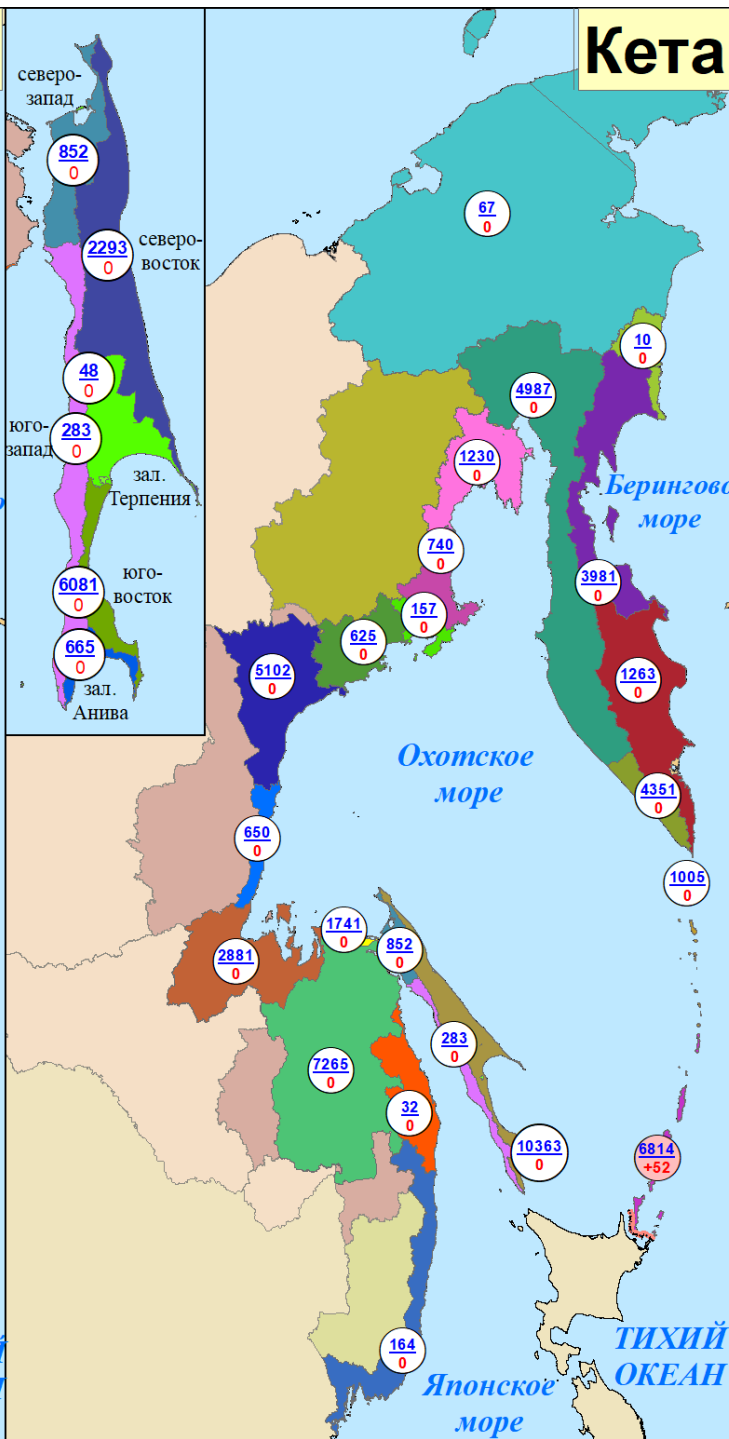 Кета
северо-
запад
852
0
2293
0
северо-
восток
48
0
юго-
запад
283
0
зал.
Терпения
6081
0
юго-
восток
665
0
зал.
Анива
67
0
10
0
4987
0
1230
0
Берингово
море
740
0
3981
0
157
0
625
0
5102
0
1263
0
Охотское
море
4351
0
650
0
1005
0
1741
0
852
0
2881
0
283
0
7265
0
32
0
10363
0
6814
+52
164
0
Японское
море
ТИХИЙ
ОКЕАН
Й